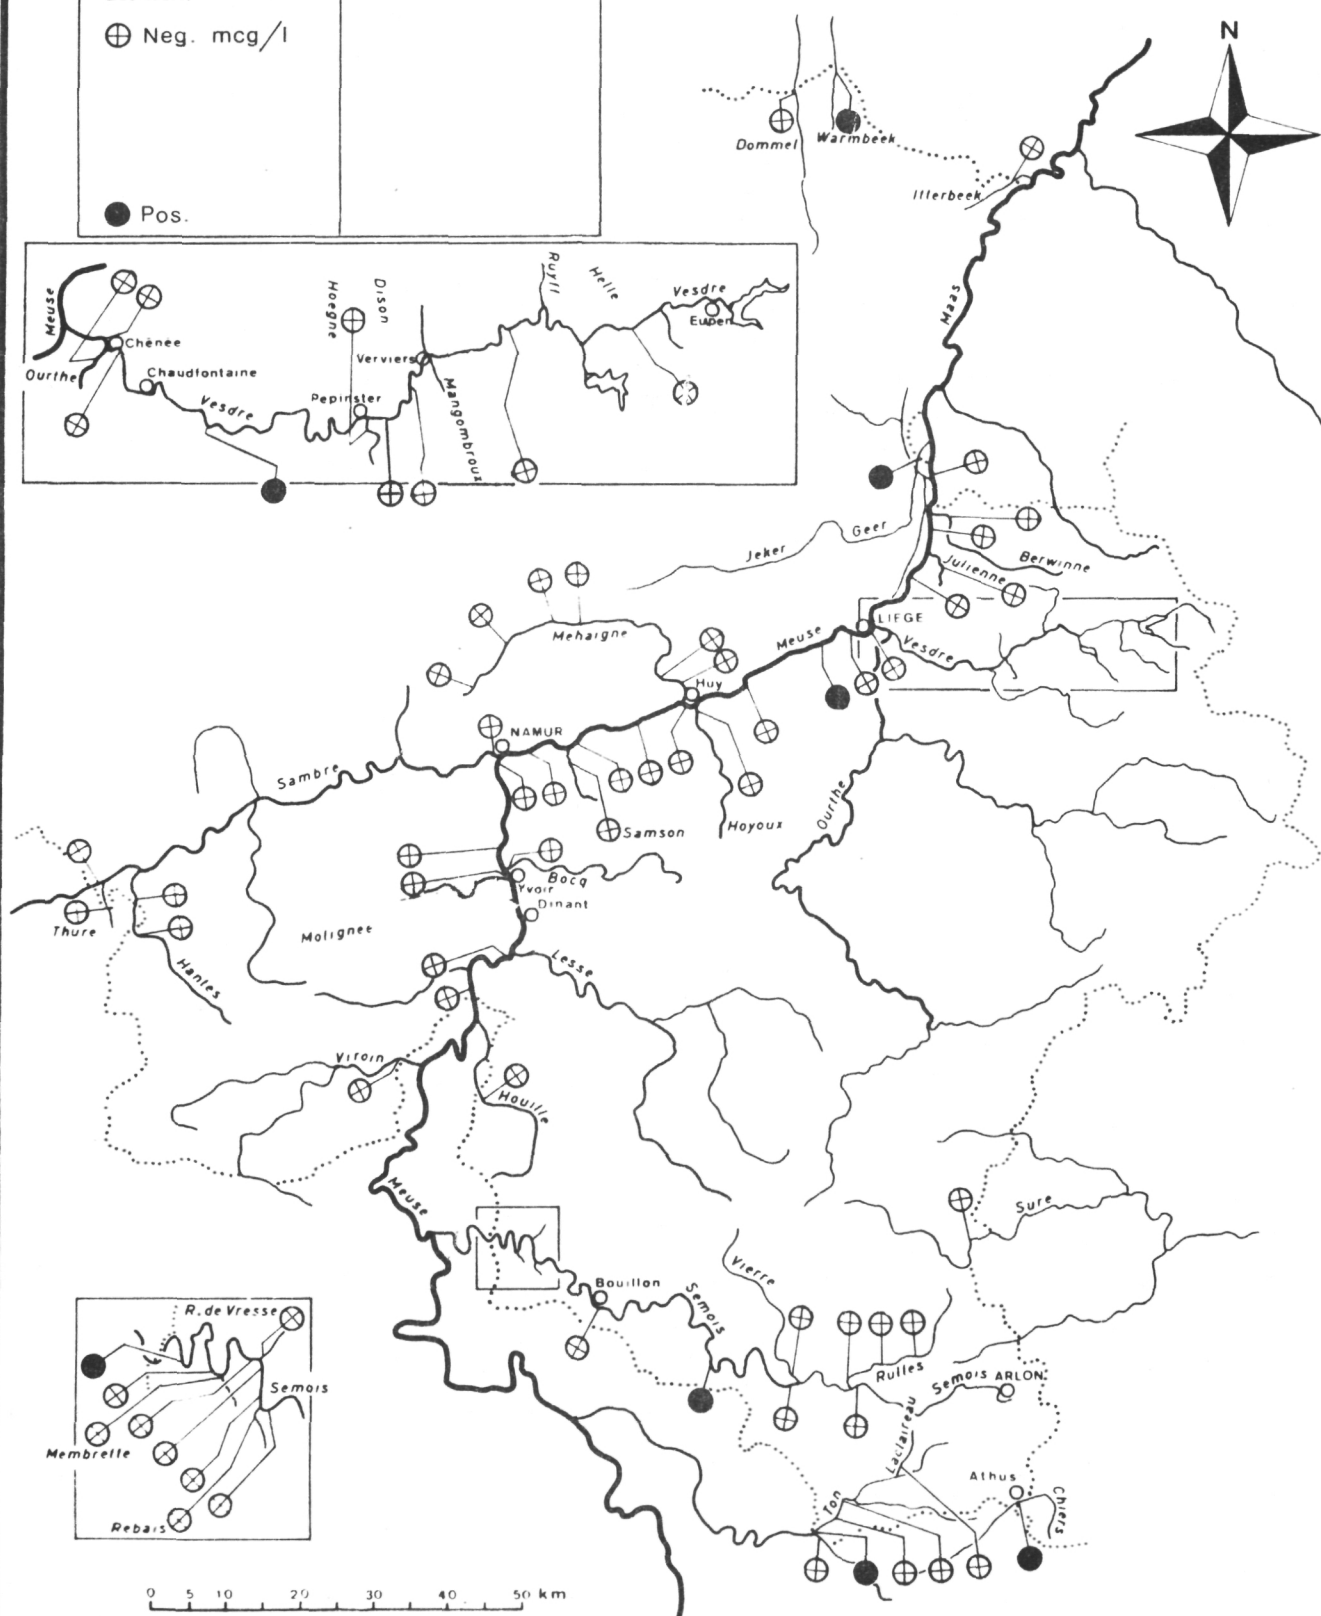 Neg. mcg/l
Pos.
N
Dommel
Warmbeek
Itterbeek
Maas
Meuse
Ourthe
Chênée
Chaudfontaine
Vesdre
Hoegne
Dison
Pepinster
Verviers
Mangombroux
Ruyff
Helle
Vesdre
Eupen
Jeker
Geer
Berwinne
Julienne
LIEGE
Vesdre
Mehaigne
Meuse
Huy
NAMUR
Sambre
Samson
Hoyoux
Ourthe
Bocq
Yvoir
Dinant
Molignee
Thure
Hantes
Lesse
Viroin
Houille
Meuse
Sure
Vierre
Bouillon
Semois
Rulles
Semois
ARLON
Laclaireau
Ton
Athus
Chiers
R. de Vresse
Semois
Membrette
Rebais
0 5 10 20 30 40 50 km